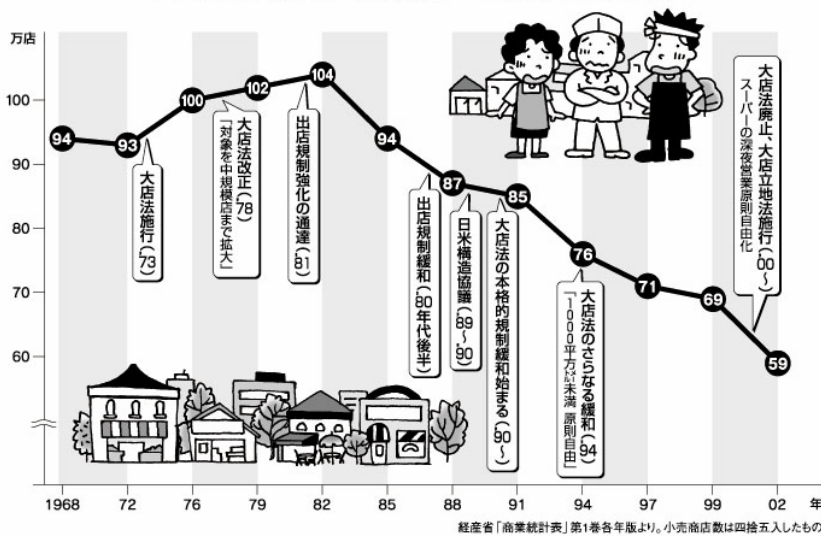 万店
100
90
80
70
60
94
93
100
102
104
94
87
85
76
71
69
59
大店法施行('73)
大店法改正('78)
「対象を中規模店まで拡大」
出店規制強化の通達('81)
出店規制緩和('80年代後半)
日米構造協議('89〜'90)
大店法の本格的規制緩和始まる('90〜)
大店法のさらなる緩和('94)
「1000平方㍍未満 原則自由」
大店法廃止、大店立地法施行('00〜)
スーパーの深夜営業原則自由化
1968 72 76 79 82 85 88 91 94 97 99 02 年
経産省「商業統計表」第1巻各年版より。小売商店数は四捨五入したもの